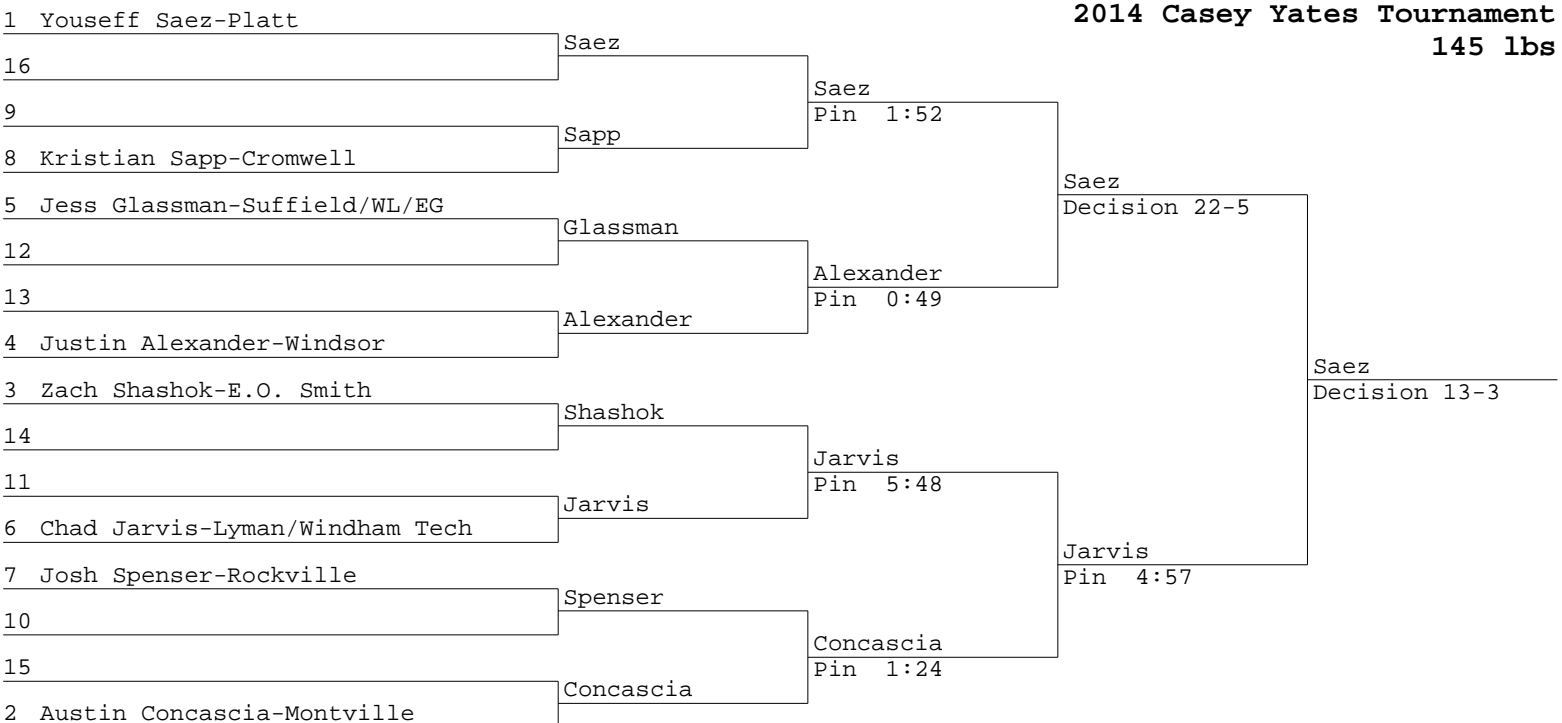 2014 Casey Yates Tournament
145 lbs
1 Youseff Saez-Platt
16
9
8 Kristian Sapp-Cromwell
5 Jess Glassman-Suffield/WL/EG
12
13
4 Justin Alexander-Windsor
3 Zach Shashok-E.O. Smith
14
11
6 Chad Jarvis-Lyman/Windham Tech
7 Josh Spenser-Rockville
10
15
2 Austin Concascia-Montville
Saez
Sapp
Glassman
Alexander
Shashok
Jarvis
Spenser
Concascia
Saez
Pin 1:52
Alexander
Pin 0:49
Jarvis
Pin 5:48
Concascia
Pin 1:24
Saez
Decision 22-5
Jarvis
Pin 4:57
Saez
Decision 13-3